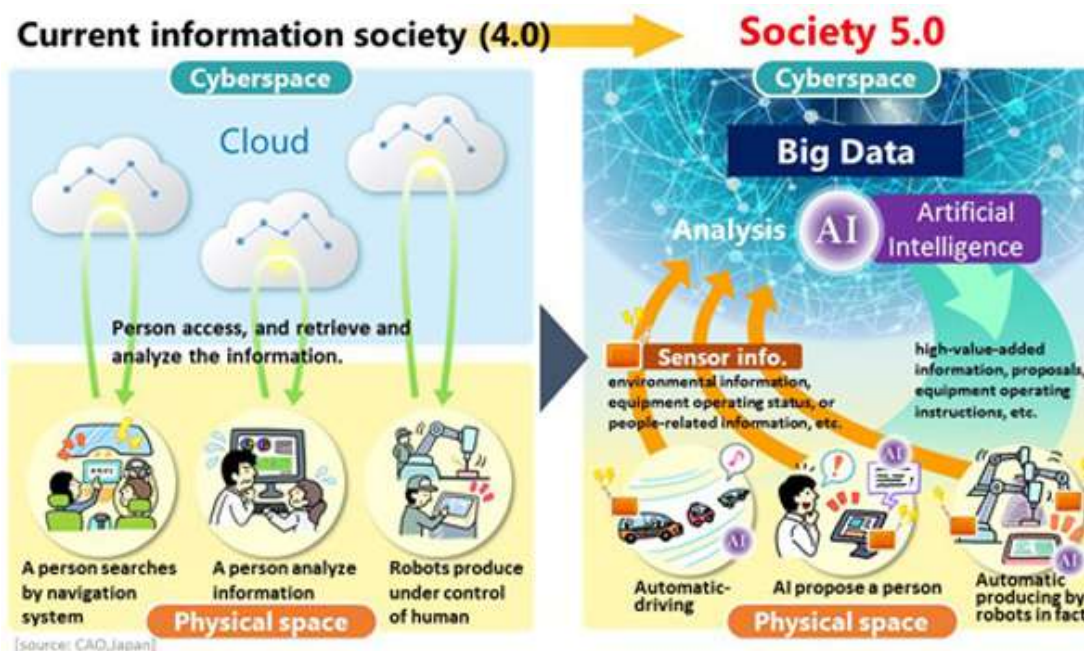 Current information society (4.0)
Society 5.0
Cyberspace
Cloud
Person access, and retrieve and
analyze the information.
A person searches
by navigation
system
A person analyze
information
Robots produce
under control
of human
Physical space
[source: CAO,Japan]
Cyberspace
Big Data
Analysis
AI
Artificial
Intelligence
Sensor info.
environmental information,
equipment operating status, or
people-related information, etc.
high-value-added
information, proposals,
equipment operating
instructions, etc.
AI
AI
AI
Automatic-
driving
AI propose a person
Automatic
producing by
robots in fact
Physical space